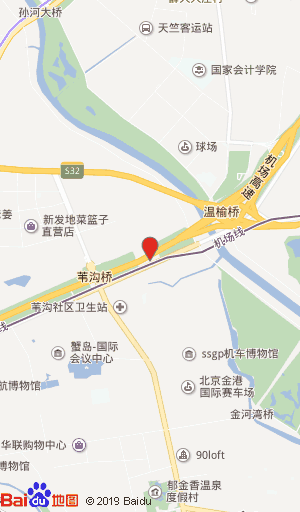 孙河大桥
天竺客运站
国家会计学院
球场
S32
机场高速
温榆桥
新发地菜篮子
直营店
机场线
苇沟桥
苇沟社区卫生站
蟹岛-国际
会议中心
ssgp机车博物馆
航博物馆
北京金港
国际赛车场
金河湾桥
华联购物中心
90loft
博物馆
郁金香温泉
度假村
Bai 地图
© 2019 Baidu